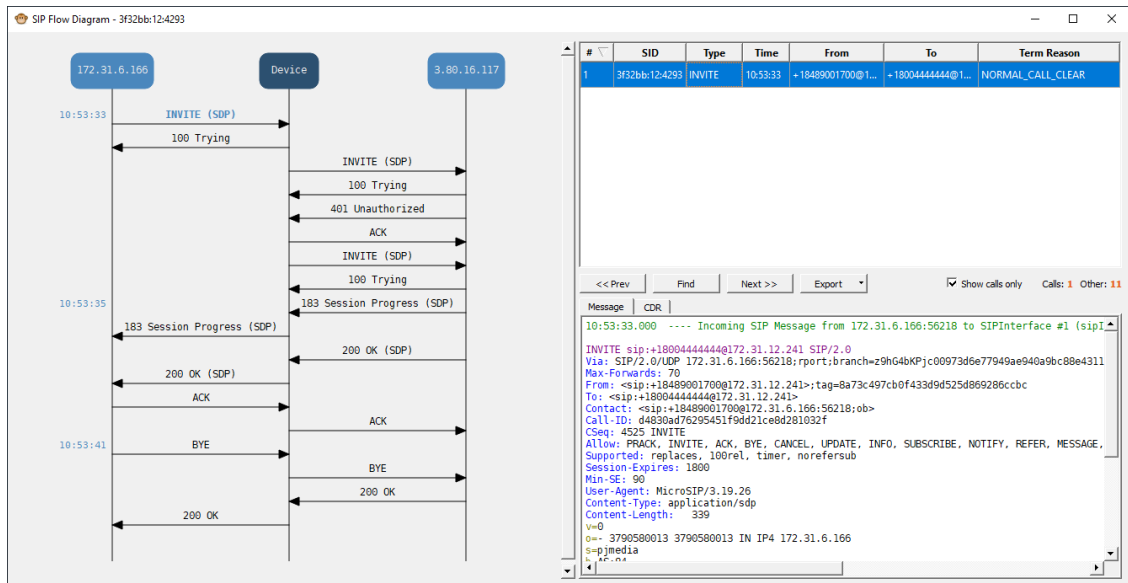 SIP Flow Diagram - 3f32bb:12:4293
172.31.6.166 Device 3.80.16.117
10:53:33 INVITE (SDP)
100 Trying
INVITE (SDP)
100 Trying
401 Unauthorized
ACK
INVITE (SDP)
100 Trying
10:53:35 183 Session Progress (SDP)
183 Session Progress (SDP)
200 OK (SDP)
200 OK (SDP)
ACK
ACK
10:53:41 BYE
BYE
200 OK
200 OK
# SID Type Time From To Term Reason
1 3f32bb:12:4293 INVITE 10:53:33 +18489001700@1... +18004444444@1... NORMAL_CALL_CLEAR
<< Prev Find Next >> Export Show calls only Calls: 1 Other: 11
Message CDR
10:53:33.000 ---- Incoming SIP Message from 172.31.6.166:56218 to SIPInterface #1 (sipI
INVITE sip:+18004444444@172.31.12.241 SIP/2.0
Via: SIP/2.0/UDP 172.31.6.166:56218;rport;branch=z9hG4bKPjc00973d6e77949ae940a9bc88e4311
Max-Forwards: 70
From: <sip:+18489001700@172.31.12.241>;tag=8a73c497cb0f433d9d525d869286ccbc
To: <sip:+18004444444@172.31.12.241>
Contact: <sip:+18489001700@172.31.6.166:56218;ob>
Call-ID: d4830ad76295451f9dd21ce8d281032f
CSeq: 4525 INVITE
Allow: PRACK, INVITE, ACK, BYE, CANCEL, UPDATE, INFO, SUBSCRIBE, NOTIFY, REFER, MESSAGE,
Supported: replaces, 100rel, timer, norefersub
Session-Expires: 1800
Min-SE: 90
User-Agent: MicroSIP/3.19.26
Content-Type: application/sdp
Content-Length: 339
v=0
o=- 3790580013 3790580013 IN IP4 172.31.6.166
s=pjmedia
b=AS:84